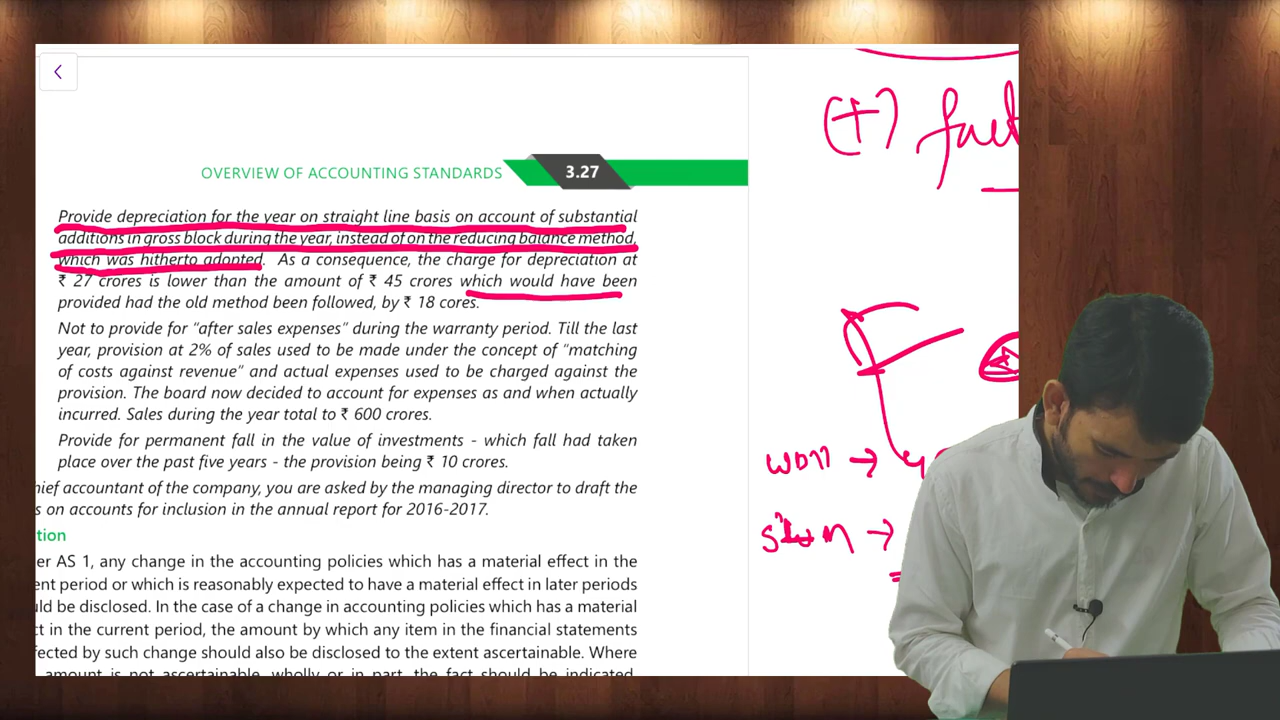 OVERVIEW OF ACCOUNTING STANDARDS 3.27
Provide depreciation for the year on straight line basis on account of substantial
additions in gross block during the year, instead of on the reducing balance method,
which was hitherto adopted. As a consequence, the charge for depreciation at
₹ 27 crores is lower than the amount of ₹ 45 crores which would have been
provided had the old method been followed, by ₹ 18 cores.
Not to provide for “after sales expenses” during the warranty period. Till the last
year, provision at 2% of sales used to be made under the concept of “matching
of costs against revenue” and actual expenses used to be charged against the
provision. The board now decided to account for expenses as and when actually
incurred. Sales during the year total to ₹ 600 crores.
Provide for permanent fall in the value of investments - which fall had taken
place over the past five years - the provision being ₹ 10 crores.
hief accountant of the company, you are asked by the managing director to draft the
s on accounts for inclusion in the annual report for 2016-2017.
tion
er AS 1, any change in the accounting policies which has a material effect in the
ent period or which is reasonably expected to have a material effect in later periods
uld be disclosed. In the case of a change in accounting policies which has a material
ct in the current period, the amount by which any item in the financial statements
fected by such change should also be disclosed to the extent ascertainable. Where
amount is not ascertainable, wholly or in part, the fact should be indicated.
(+) fact
→
→